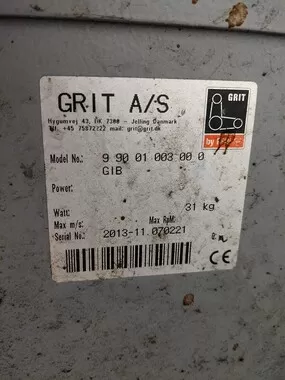 GRIT A/S
GRIT
Hygumvej 43, DK 7300 - Jelling Danmark
Tlf. +45 75872722 mail: grit@grit.dk
by
Model No.: 9 90 01 003 00 0
GIB
Power:
Watt: 31 kg
Max m/s: Max RpM:
Serial No.: 2013-11.070221
CE